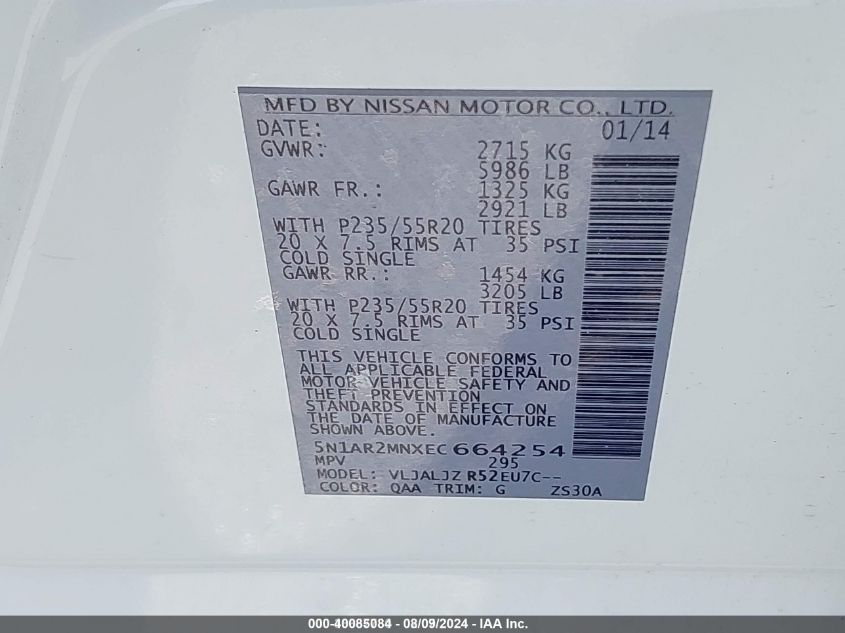 MFD BY NISSAN MOTOR CO., LTD.
DATE: 01/14
GVWR: 2715 KG
5986 LB
GAWR FR.: 1325 KG
2921 LB
WITH P235/55R20 TIRES
20 X 7.5 RIMS AT 35 PSI
COLD SINGLE
GAWR RR.: 1454 KG
3205 LB
WITH P235/55R20 TIRES
20 X 7.5 RIMS AT 35 PSI
COLD SINGLE
THIS VEHICLE CONFORMS TO
ALL APPLICABLE FEDERAL
MOTOR VEHICLE SAFETY AND
THEFT PREVENTION
STANDARDS IN EFFECT ON
THE DATE OF MANUFACTURE
SHOWN ABOVE.
5N1AR2MNXEC 664254
MPV 295
MODEL: VLJALJZ R52EU7C--
COLOR: QAA TRIM: G ZS30A
000-40085084 - 08/09/2024 - IAA Inc.